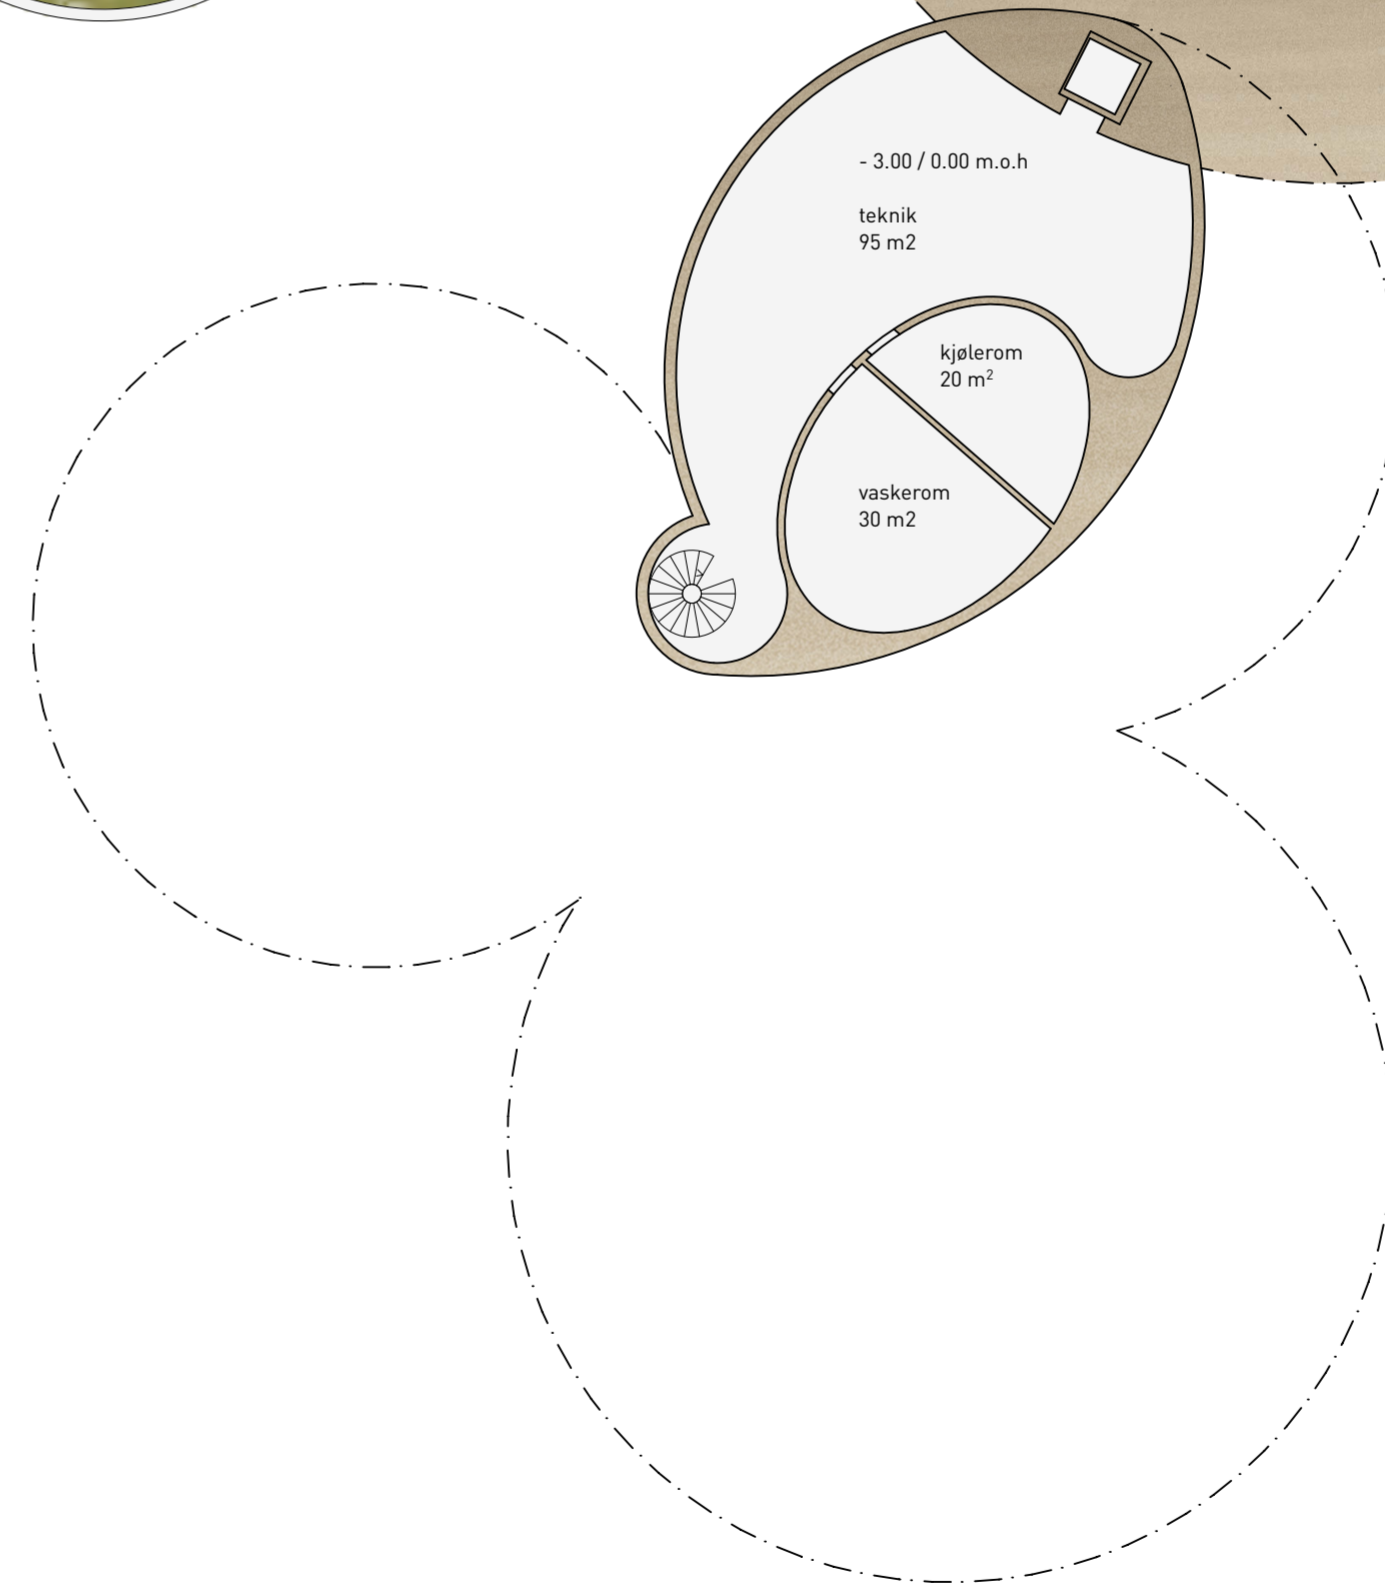 - 3.00 / 0.00 m.o.h
teknik
95 m2
kjølerom
20 m²
vaskerom
30 m2